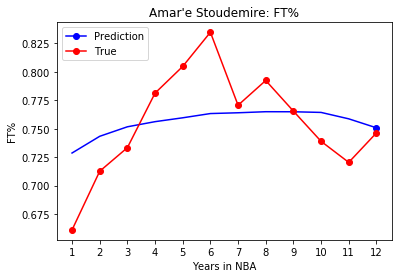 Amar'e Stoudemire: FT%
Prediction
True
0.825
0.800
0.775
0.750
0.725
0.700
0.675
FT%
1 2 3 4 5 6 7 8 9 10 11 12
Years in NBA